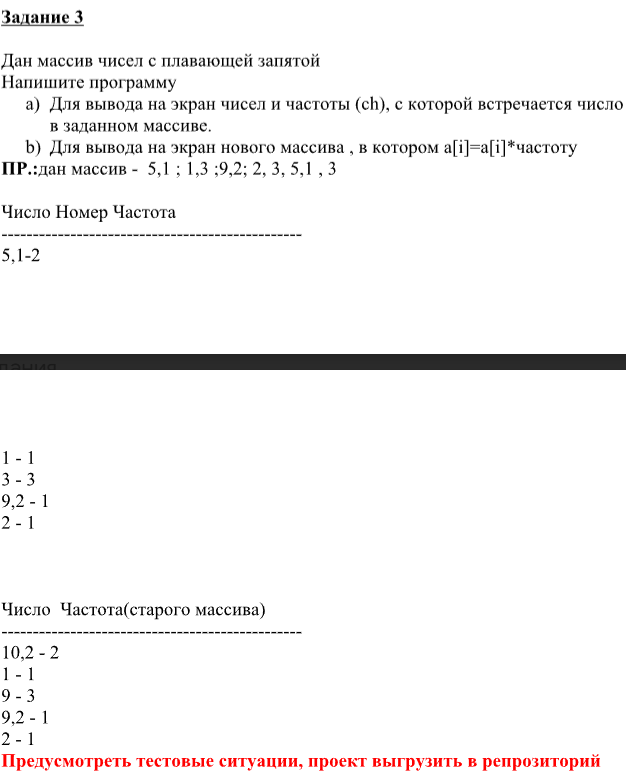 Задание 3
Дан массив чисел с плавающей запятой
Напишите программу
a) Для вывода на экран чисел и частоты (ch), с которой встречается число
в заданном массиве.
b) Для вывода на экран нового массива , в котором a[i]=a[i]*частоту
ПР.:дан массив - 5,1 ; 1,3 ;9,2; 2, 3, 5,1 , 3
Число Номер Частота
------------------------------------------------
5,1-2
1 - 1
3 - 3
9,2 - 1
2 - 1
Число Частота(старого массива)
------------------------------------------------
10,2 - 2
1 - 1
9 - 3
9,2 - 1
2 - 1
Предусмотреть тестовые ситуации, проект выгрузить в репрозиторий